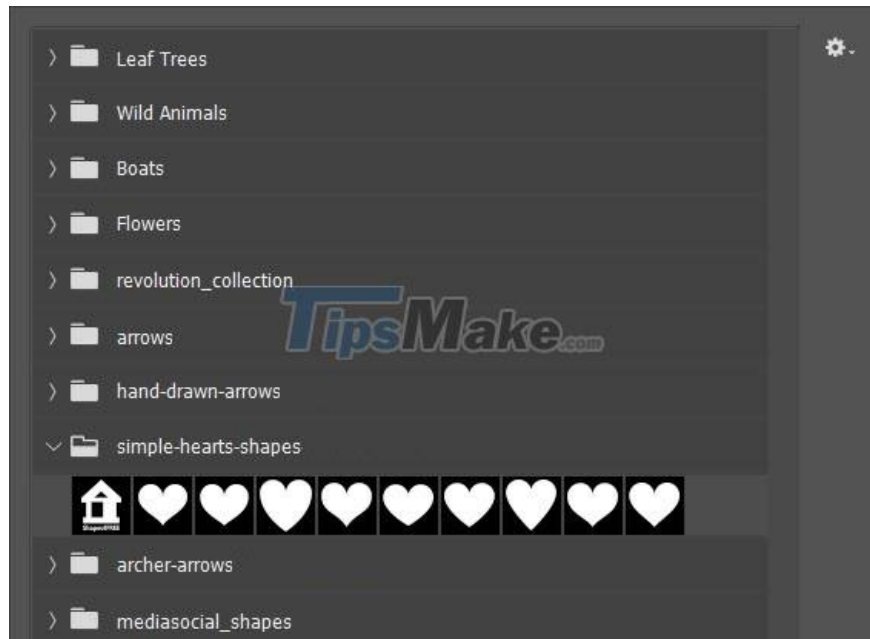 Leaf Trees
Wild Animals
Boats
Flowers
revolution_collection
TipsMake.com
arrows
hand-drawn-arrows
simple-hearts-shapes
Shapes4FREE
archer-arrows
mediasocial_shapes